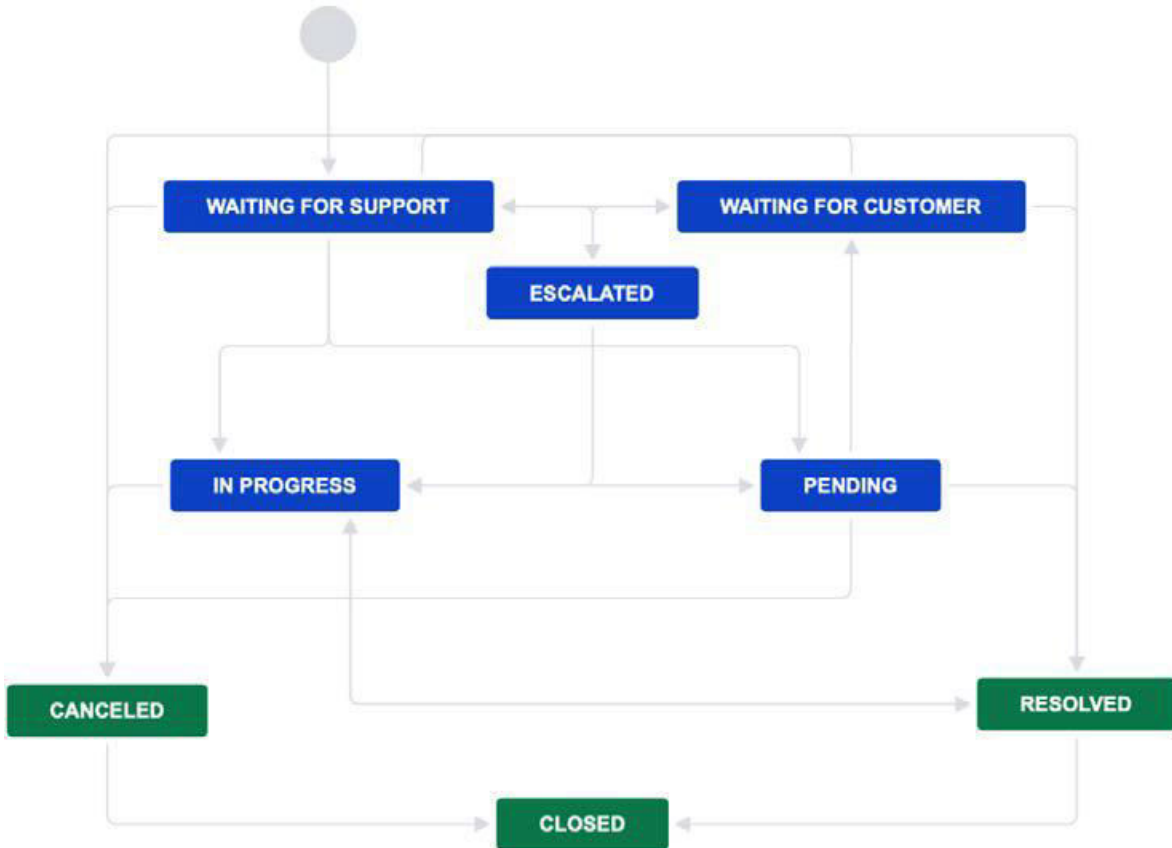 WAITING FOR SUPPORT
WAITING FOR CUSTOMER
ESCALATED
IN PROGRESS
PENDING
CANCELED
RESOLVED
CLOSED